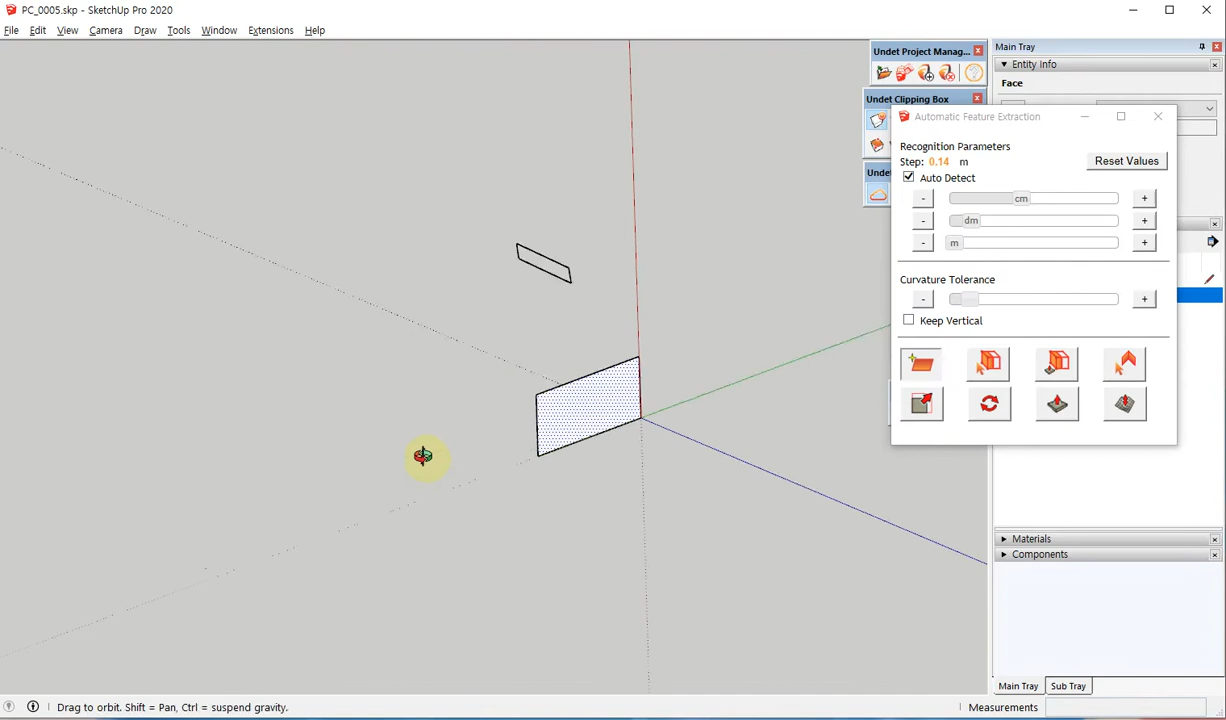 PC_0005.skp - SketchUp Pro 2020
File Edit View Camera Draw Tools Window Extensions Help
Undet Project Manag...
Undet Clipping Box
Undet
Main Tray
Entity Info
Face
Automatic Feature Extraction
Recognition Parameters
Step: 0.14 m
Reset Values
Auto Detect
- cm +
- dm +
- m +
Curvature Tolerance
- +
Keep Vertical
Materials
Components
Main Tray Sub Tray
Drag to orbit. Shift = Pan, Ctrl = suspend gravity.
Measurements